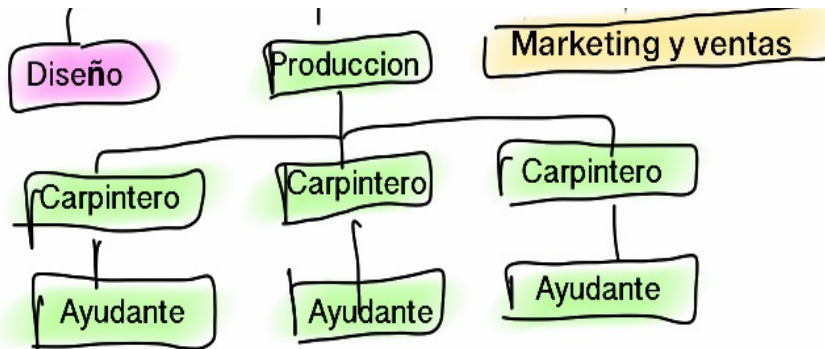 Diseño
Produccion
Marketing y ventas
Carpintero
Carpintero
Carpintero
Ayudante
Ayudante
Ayudante